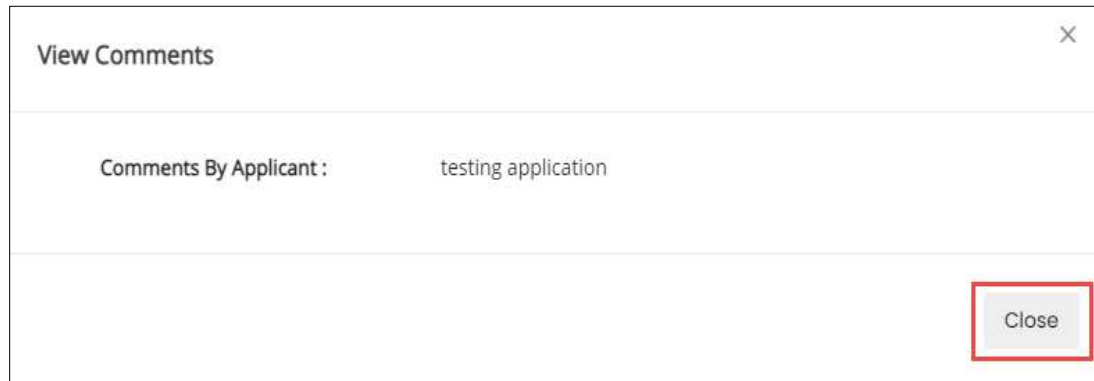 View Comments
Comments By Applicant : testing application
Close